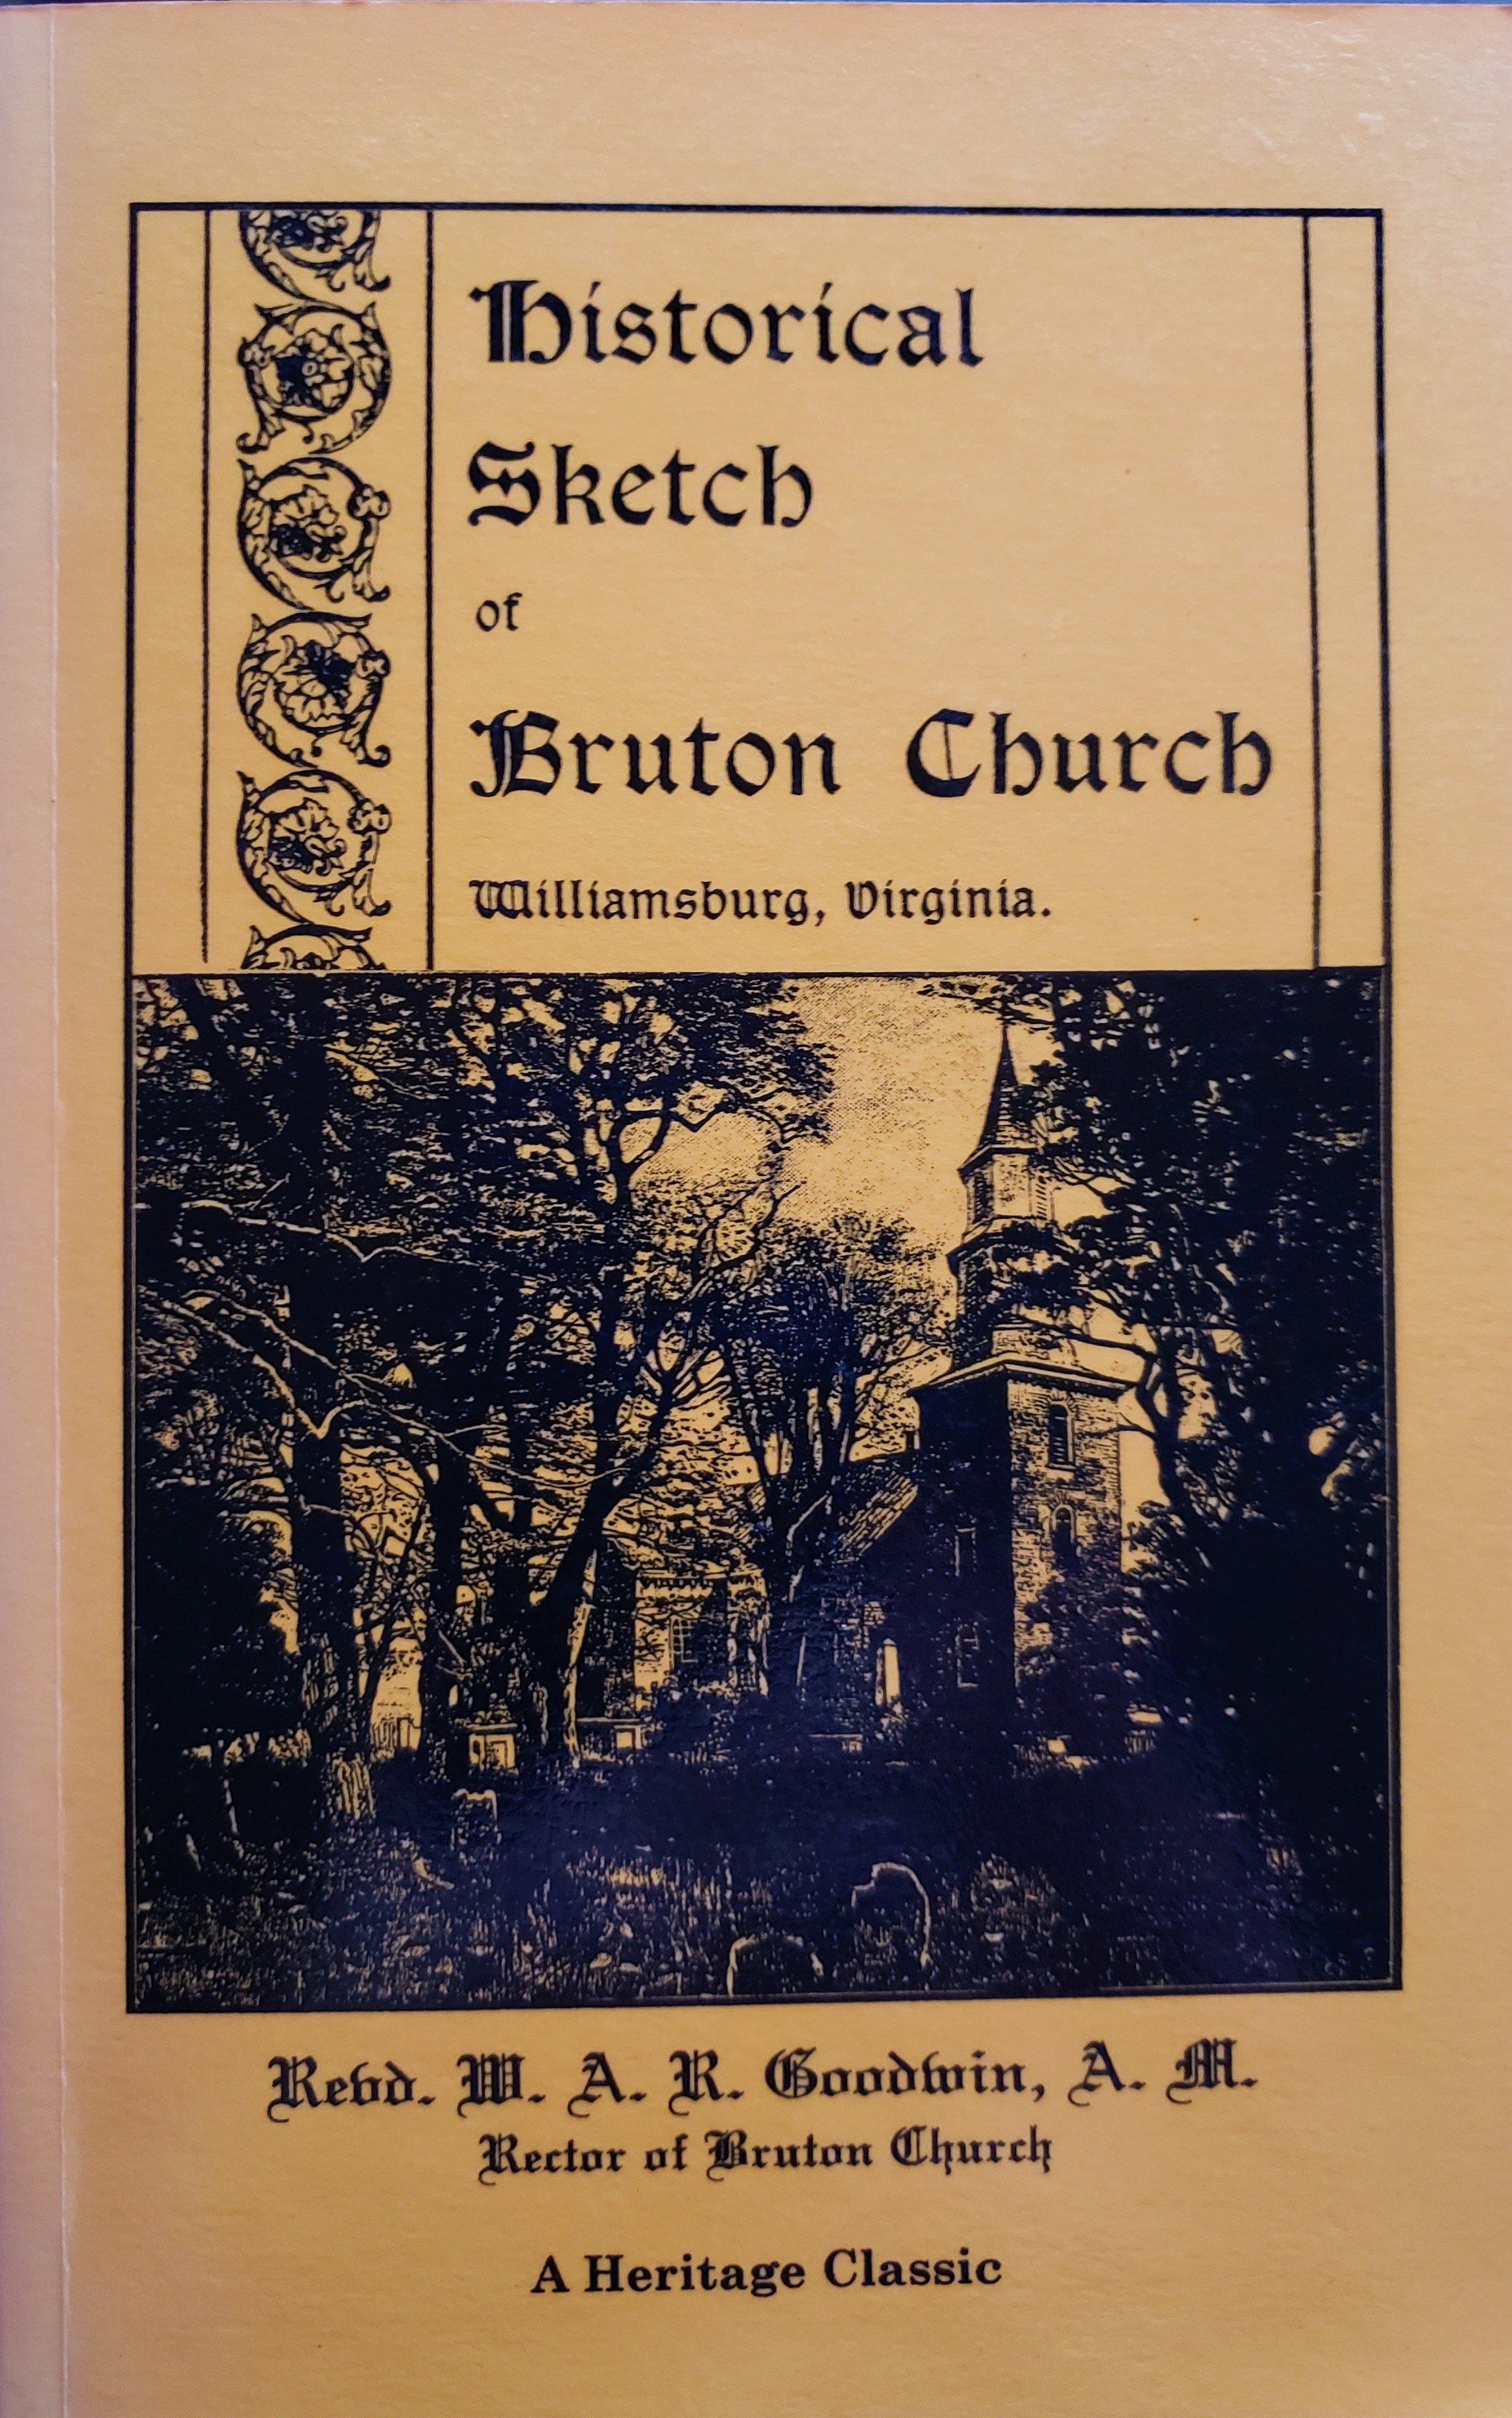 Historical
Sketch
of
Bruton Church
Williamsburg, Virginia.
Revd. W. A. R. Goodwin, A. M.
Rector of Bruton Church
A Heritage Classic